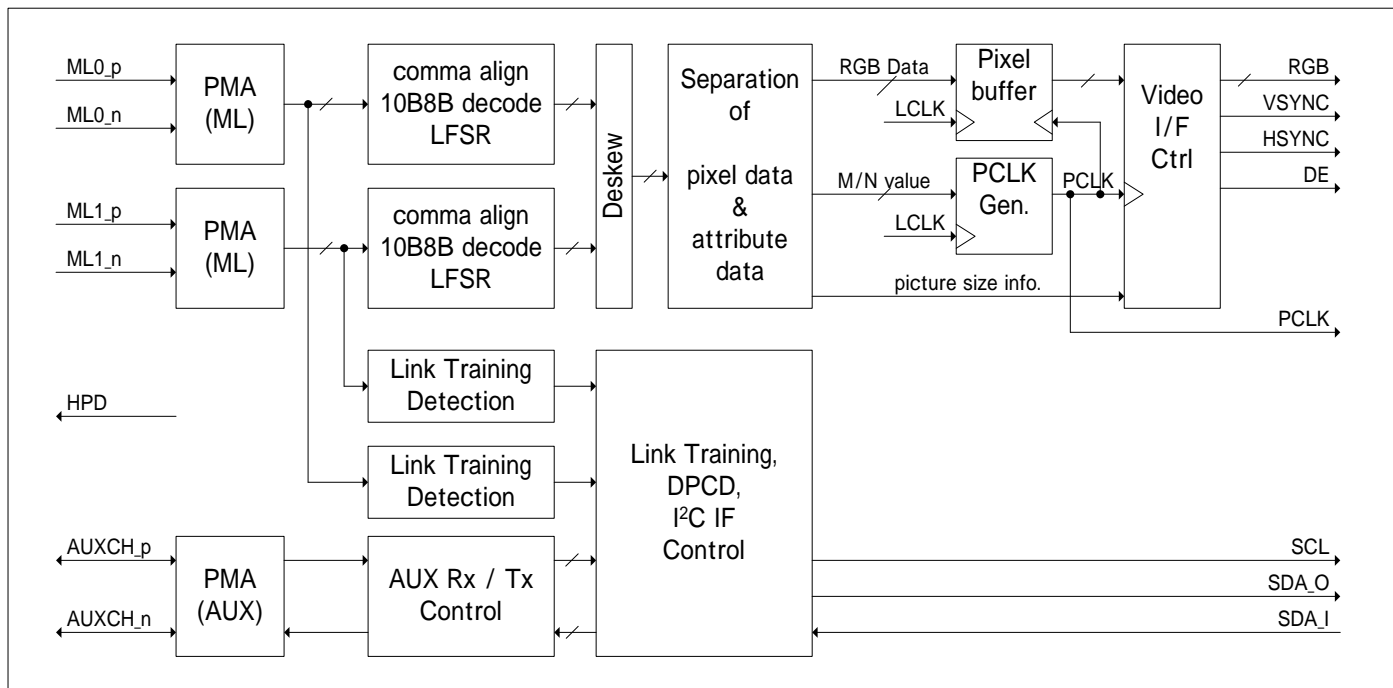 ML0_p
ML0_n
PMA
(ML)
comma align
10B8B decode
LFSR
ML1_p
ML1_n
PMA
(ML)
comma align
10B8B decode
LFSR
Deskew
Separation
of
pixel data
&
attribute
data
RGB Data
LCLK
Pixel
buffer
M/N value
LCLK
PCLK
Gen.
PCLK
picture size info.
Video
I/F
Ctrl
RGB
VSYNC
HSYNC
DE
PCLK
HPD
Link Training
Detection
Link Training
Detection
Link Training,
DPCD,
I²C IF
Control
AUXCH_p
AUXCH_n
PMA
(AUX)
AUX Rx / Tx
Control
SCL
SDA_O
SDA_I